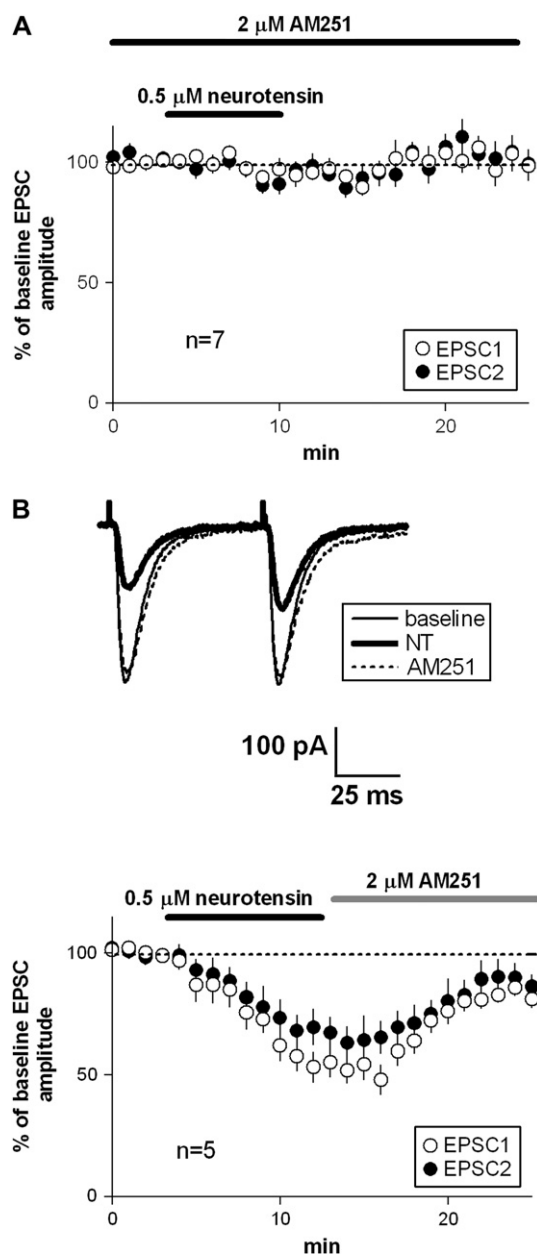 A
2 µM AM251
0.5 µM neurotensin
% of baseline EPSC
amplitude
100
50
0
n=7
EPSC1
EPSC2
0
10
20
min
B
baseline
NT
AM251
100 pA
25 ms
0.5 µM neurotensin
2 µM AM251
% of baseline EPSC
amplitude
100
50
0
n=5
EPSC1
EPSC2
0
10
20
min